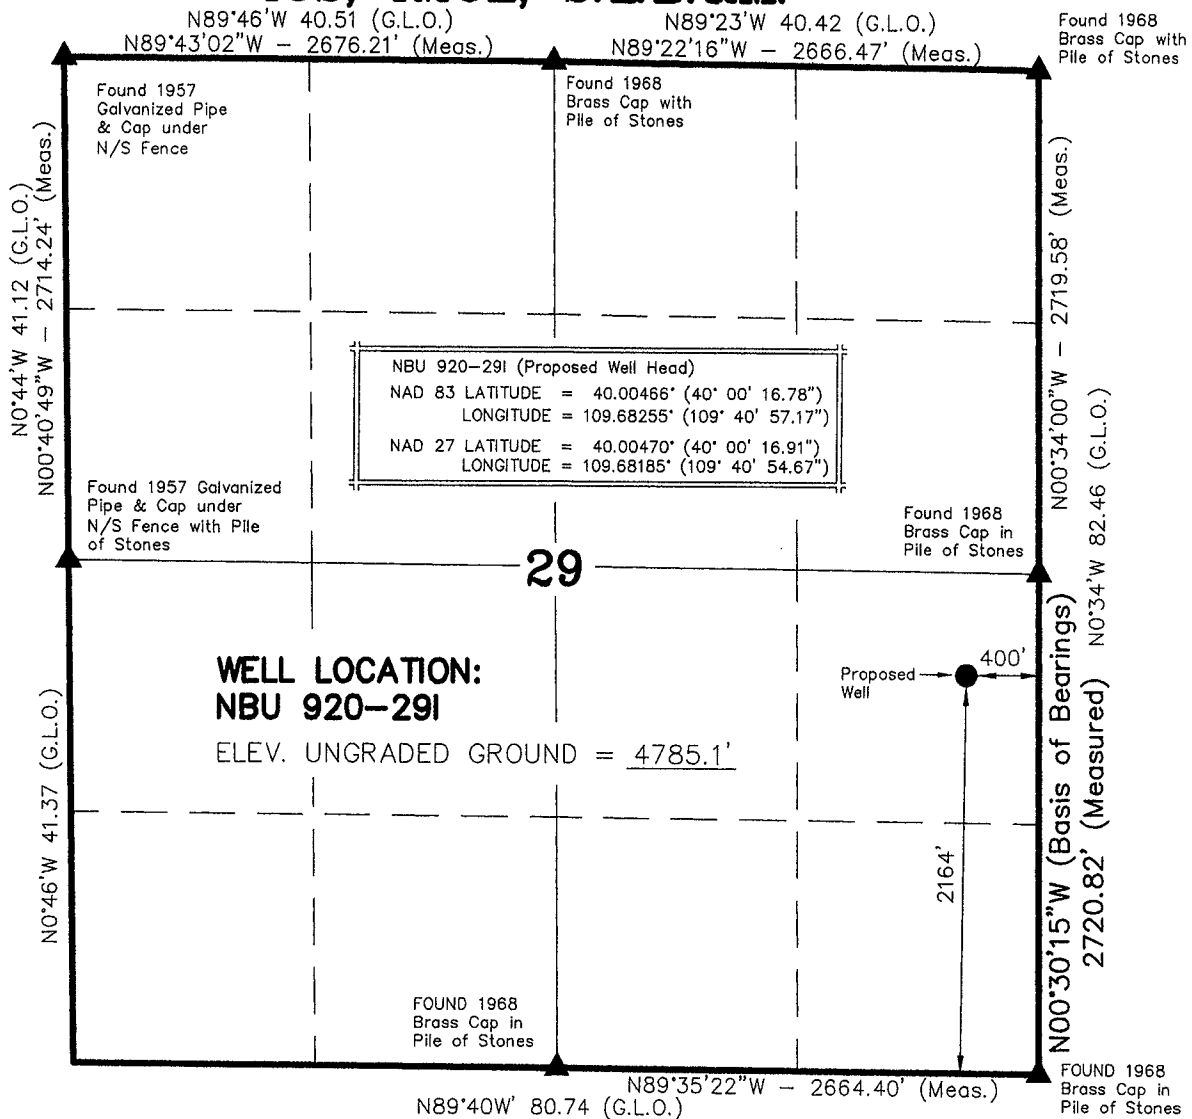 N89°46'W 40.51 (G.L.O.)
N89°43'02"W - 2676.21' (Meas.)
N89°23'W 40.42 (G.L.O.)
N89°22'16"W - 2666.47' (Meas.)
Found 1968
Brass Cap with
Pile of Stones
Found 1957
Galvanized Pipe
& Cap under
N/S Fence
Found 1968
Brass Cap with
Pile of Stones
N0°44'W 41.12 (G.L.O.)
N00°40'49"W - 2714.24' (Meas.)
N00°34'00"W - 2719.58' (Meas.)
NBU 920-29I (Proposed Well Head)
NAD 83 LATITUDE = 40.00466° (40° 00' 16.78")
LONGITUDE = 109.68255° (109° 40' 57.17")
NAD 27 LATITUDE = 40.00470° (40° 00' 16.91")
LONGITUDE = 109.68185° (109° 40' 54.67")
Found 1957 Galvanized
Pipe & Cap under
N/S Fence with Pile
of Stones
Found 1968
Brass Cap in
Pile of Stones
N0°34'W 82.46 (G.L.O.)
29
WELL LOCATION:
NBU 920-29I
ELEV. UNGRADED GROUND = 4785.1'
Proposed
Well
400'
2164'
N00°30'15"W (Basis of Bearings)
2720.82' (Measured)
N0°46'W 41.37 (G.L.O.)
FOUND 1968
Brass Cap in
Pile of Stones
N89°35'22"W - 2664.40' (Meas.)
N89°40W' 80.74 (G.L.O.)
FOUND 1968
Brass Cap in
Pile of Stones